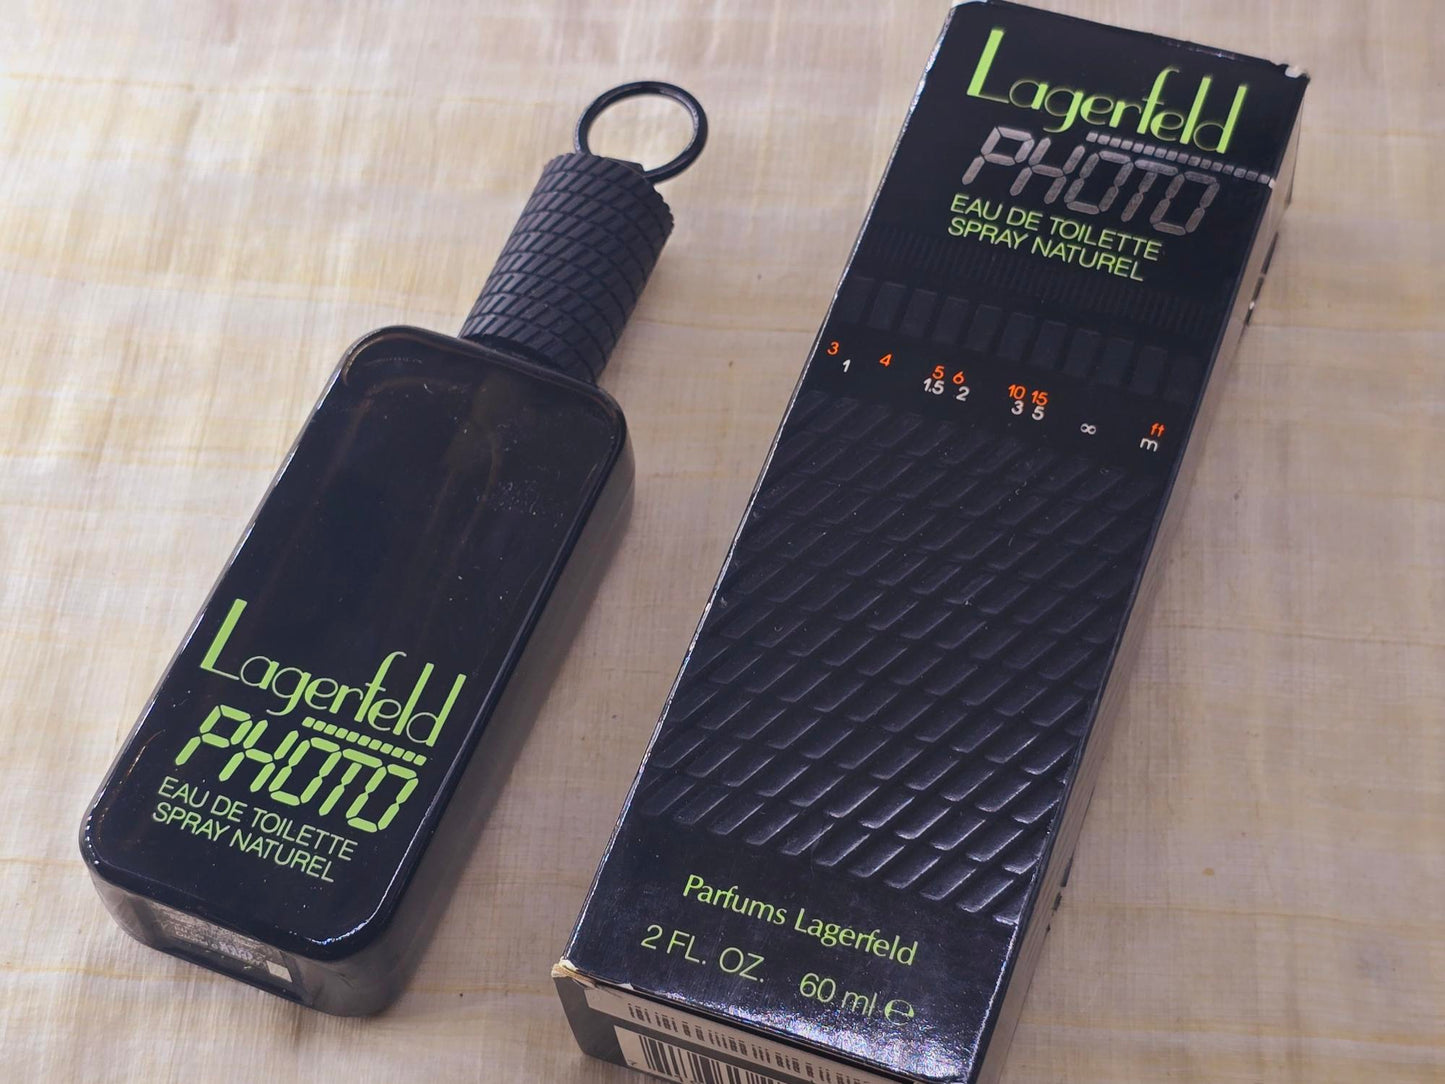 Lagerfeld
PHOTO
EAU DE TOILETTE
SPRAY NATUREL
Lagerfeld
PHOTO
EAU DE TOILETTE
SPRAY NATUREL
3 4 5 6 10 15 ft
1 1.5 2 3 5 ∞ m
Parfums Lagerfeld
2 FL. OZ. 60 ml ℮